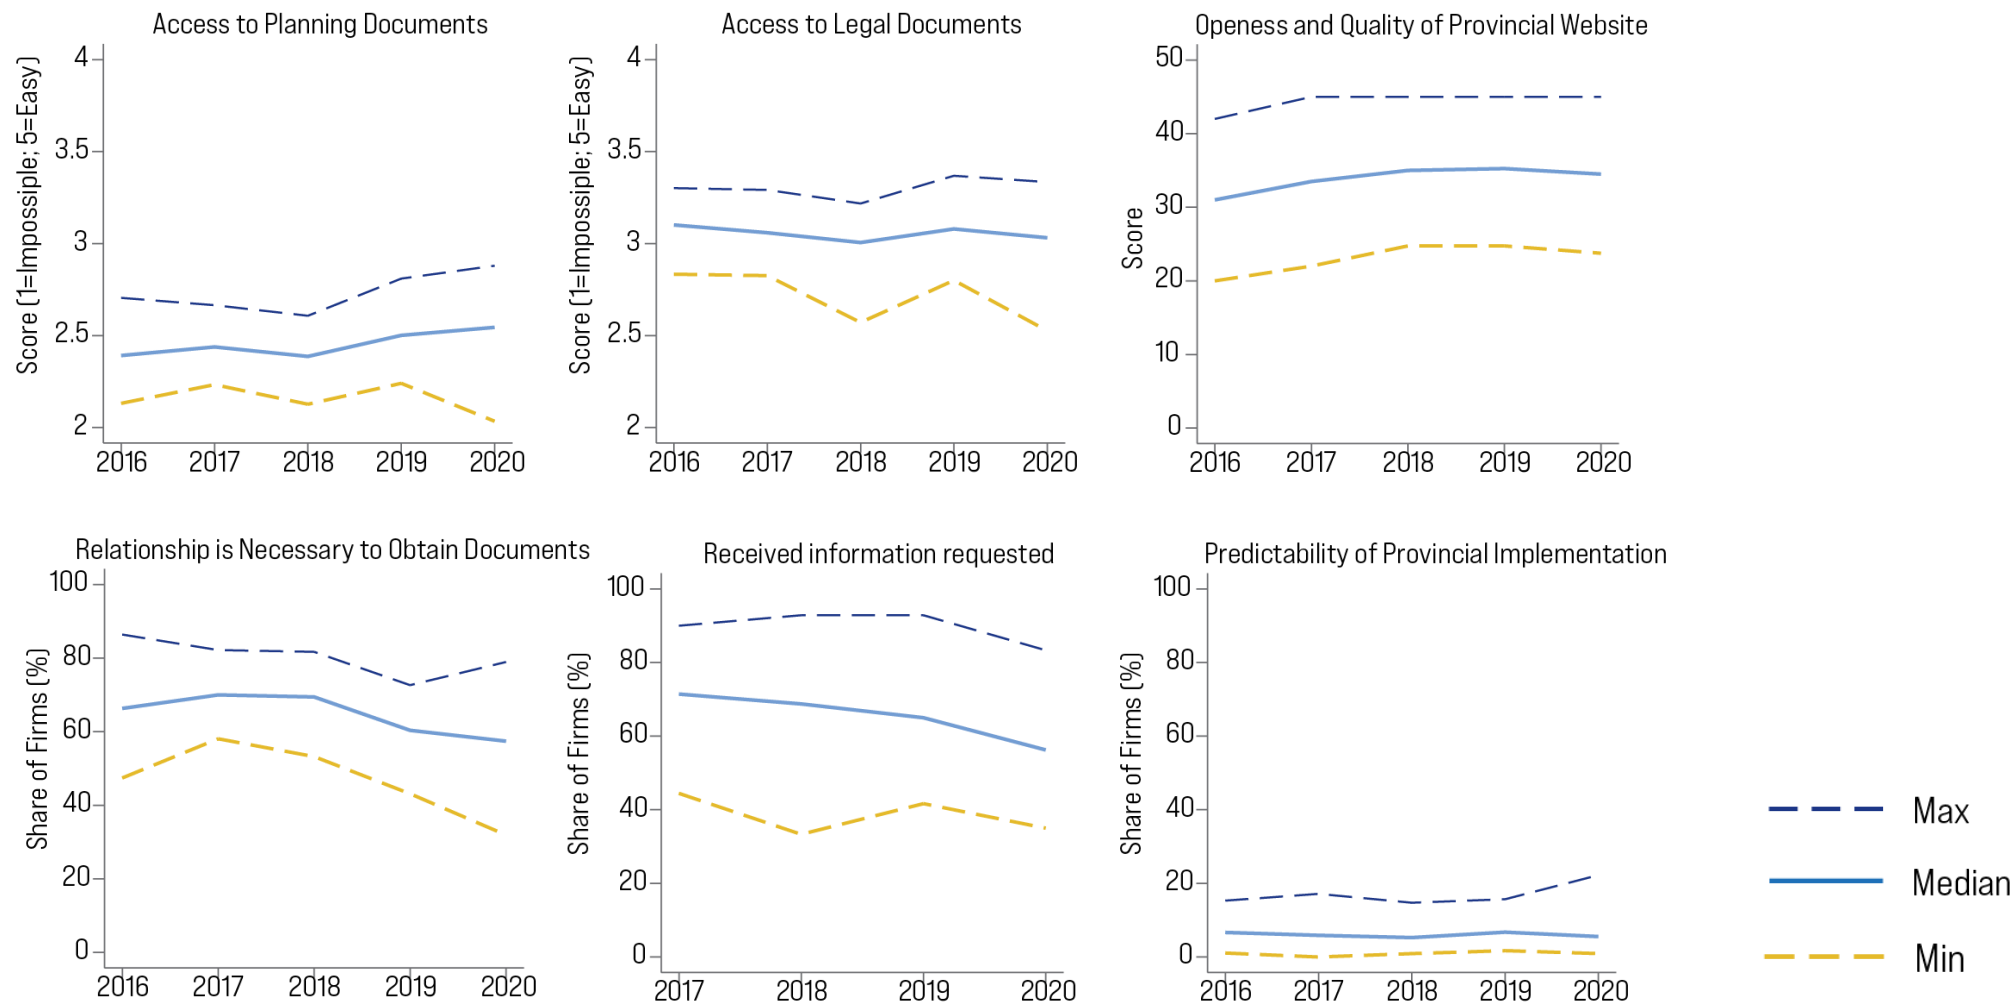 Access to Planning Documents
Score (1=Impossiple; 5=Easy)
4
3.5
3
2.5
2
2016 2017 2018 2019 2020
Access to Legal Documents
Score (1=Impossible; 5=Easy)
4
3.5
3
2.5
2
2016 2017 2018 2019 2020
Openess and Quality of Provincial Website
Score
50
40
30
20
10
0
2016 2017 2018 2019 2020
Relationship is Necessary to Obtain Documents
Share of Firms (%)
100
80
60
40
20
0
2016 2017 2018 2019 2020
Received information requested
Share of Firms (%)
100
80
60
40
20
0
2017 2018 2019 2020
Predictability of Provincial Implementation
Share of Firms (%)
100
80
60
40
20
0
2016 2017 2018 2019 2020
Max
Median
Min